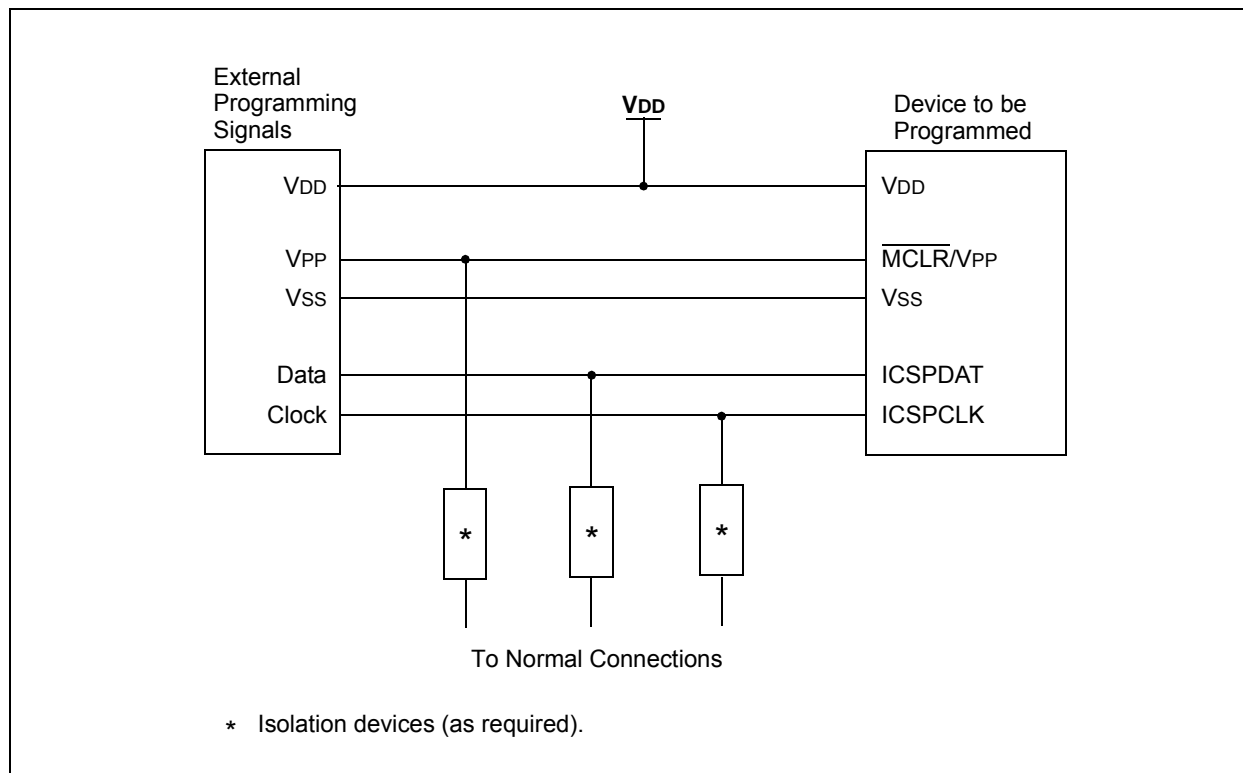 External
Programming
Signals
VDD
Device to be
Programmed
VDD
VDD
VPP
MCLR/VPP
VSS
VSS
Data
ICSPDAT
Clock
ICSPCLK
*
*
*
To Normal Connections
* Isolation devices (as required).